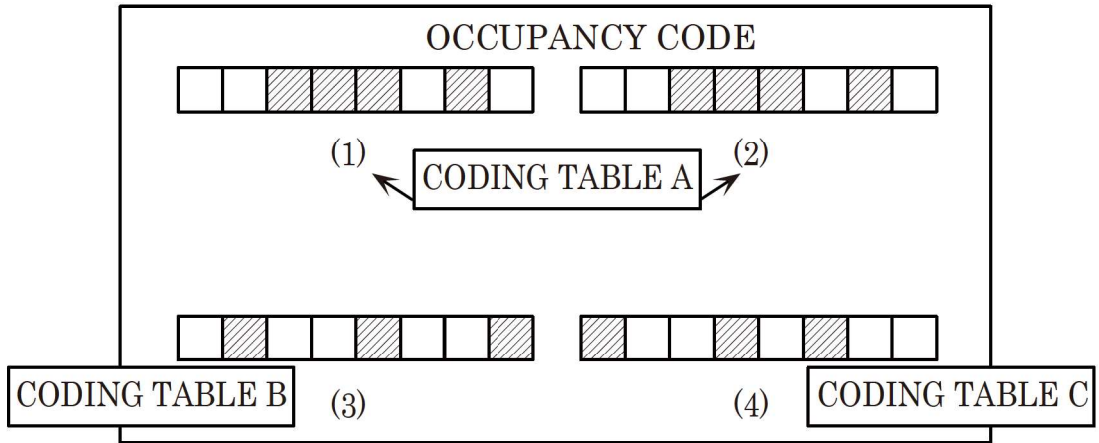 OCCUPANCY CODE
(1)
(2)
CODING TABLE A
CODING TABLE B
(3)
(4)
CODING TABLE C